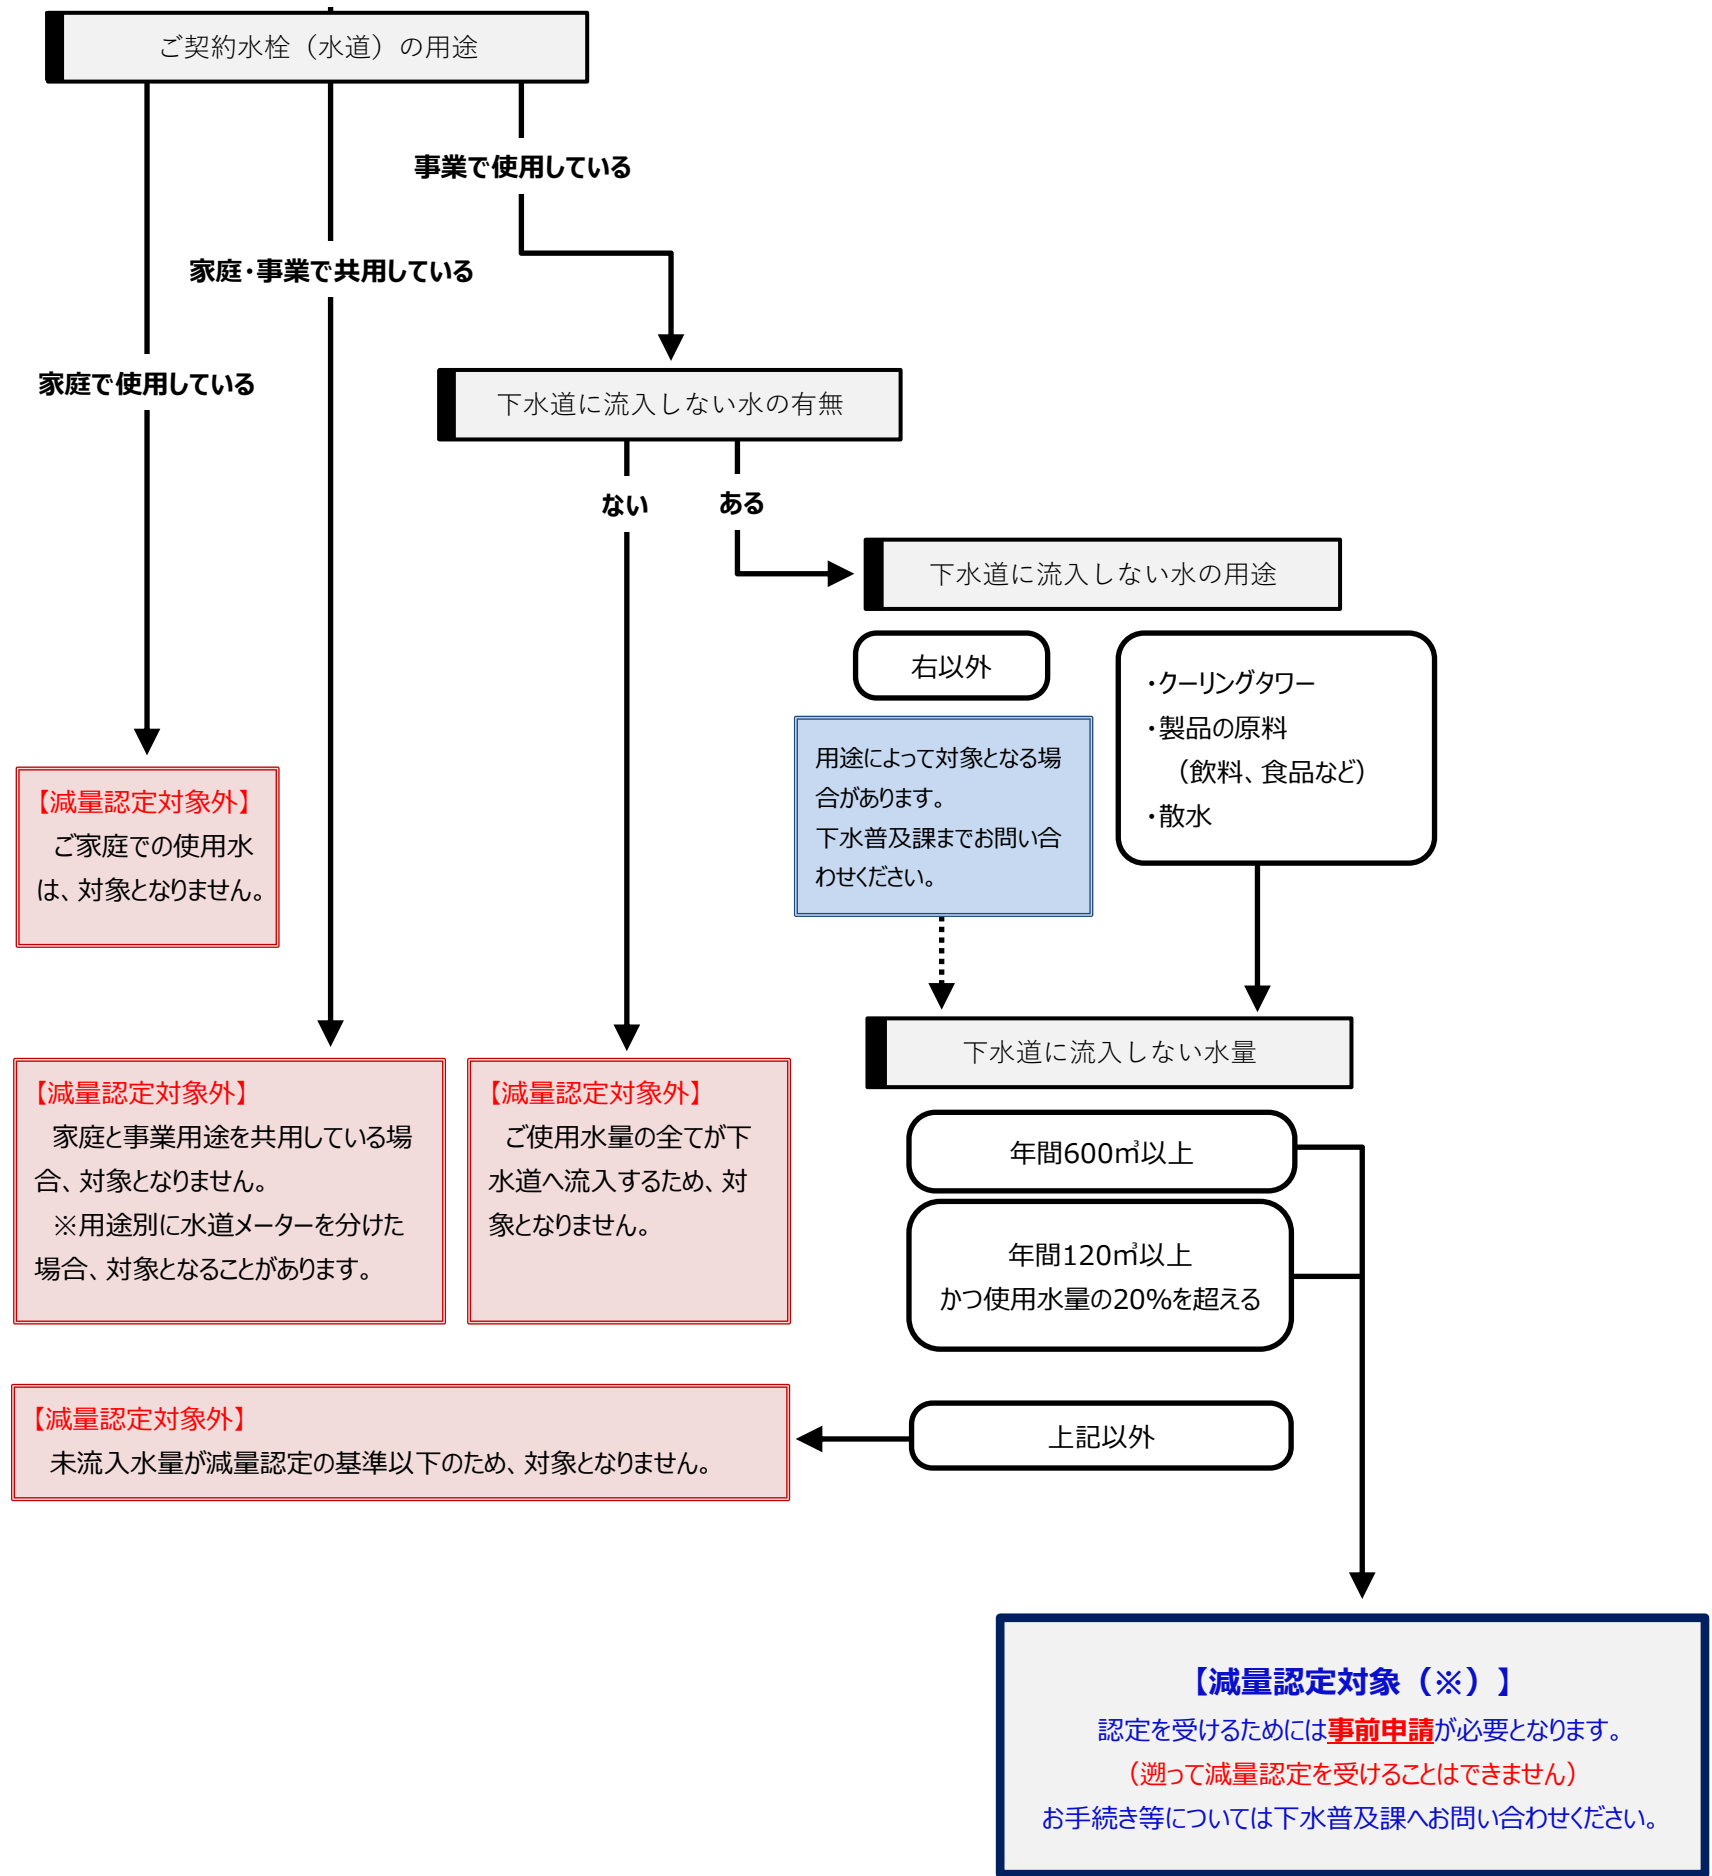 ご契約水栓（水道）の用途
事業で使用している
家庭・事業で共用している
家庭で使用している
下水道に流入しない水の有無
ない
ある
下水道に流入しない水の用途
右以外
・クーリングタワー
・製品の原料
（飲料、食品など）
・散水
用途によって対象となる場
合があります。
下水普及課までお問い合
わせください。
【減量認定対象外】
ご家庭での使用水
は、対象となりません。
下水道に流入しない水量
【減量認定対象外】
家庭と事業用途を共用している場
合、対象となりません。
※用途別に水道メーターを分けた
場合、対象となることがあります。
【減量認定対象外】
ご使用水量の全てが下
水道へ流入するため、対
象となりません。
年間600㎥以上
年間120㎥以上
かつ使用水量の20%を超える
上記以外
【減量認定対象外】
未流入水量が減量認定の基準以下のため、対象となりません。
【減量認定対象（※）】
認定を受けるためには事前申請が必要となります。
（遡って減量認定を受けることはできません）
お手続き等については下水普及課へお問い合わせください。